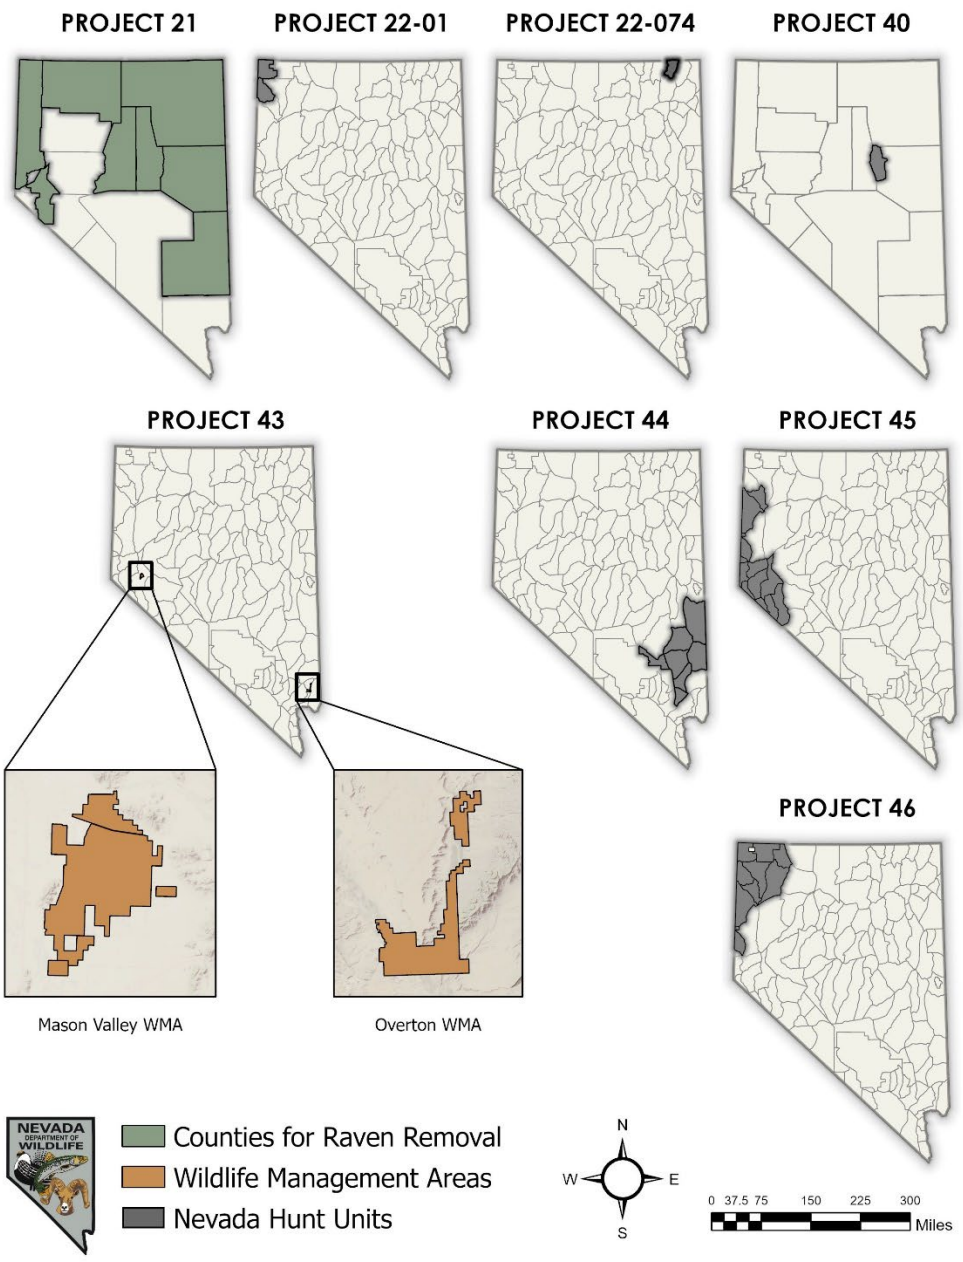 PROJECT 21
PROJECT 22-01
PROJECT 22-074
PROJECT 40
PROJECT 43
PROJECT 44
PROJECT 45
PROJECT 46
Mason Valley WMA
Overton WMA
NEVADA
DEPARTMENT OF
WILDLIFE
Counties for Raven Removal
Wildlife Management Areas
Nevada Hunt Units
N
W
E
S
0 37.5 75 150 225 300
Miles